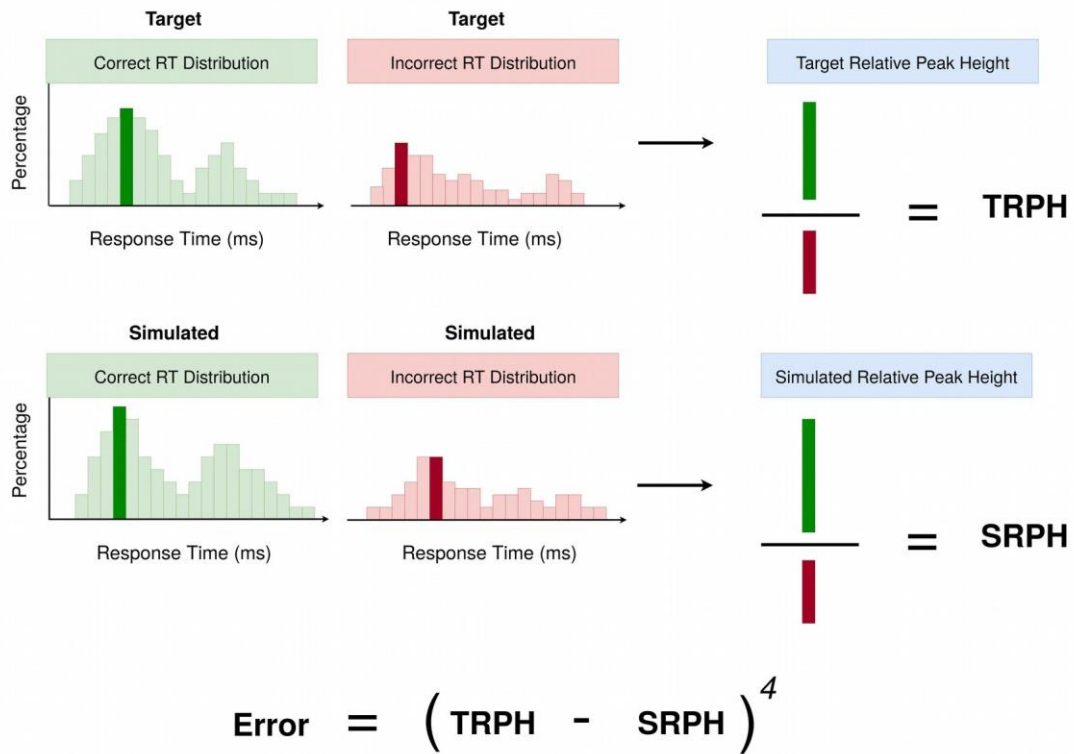 Target
Target
Correct RT Distribution
Incorrect RT Distribution
Target Relative Peak Height
Percentage
Response Time (ms)
Response Time (ms)
= TRPH
Simulated
Simulated
Correct RT Distribution
Incorrect RT Distribution
Simulated Relative Peak Height
Percentage
Response Time (ms)
Response Time (ms)
= SRPH
Error = ( TRPH - SRPH )⁴